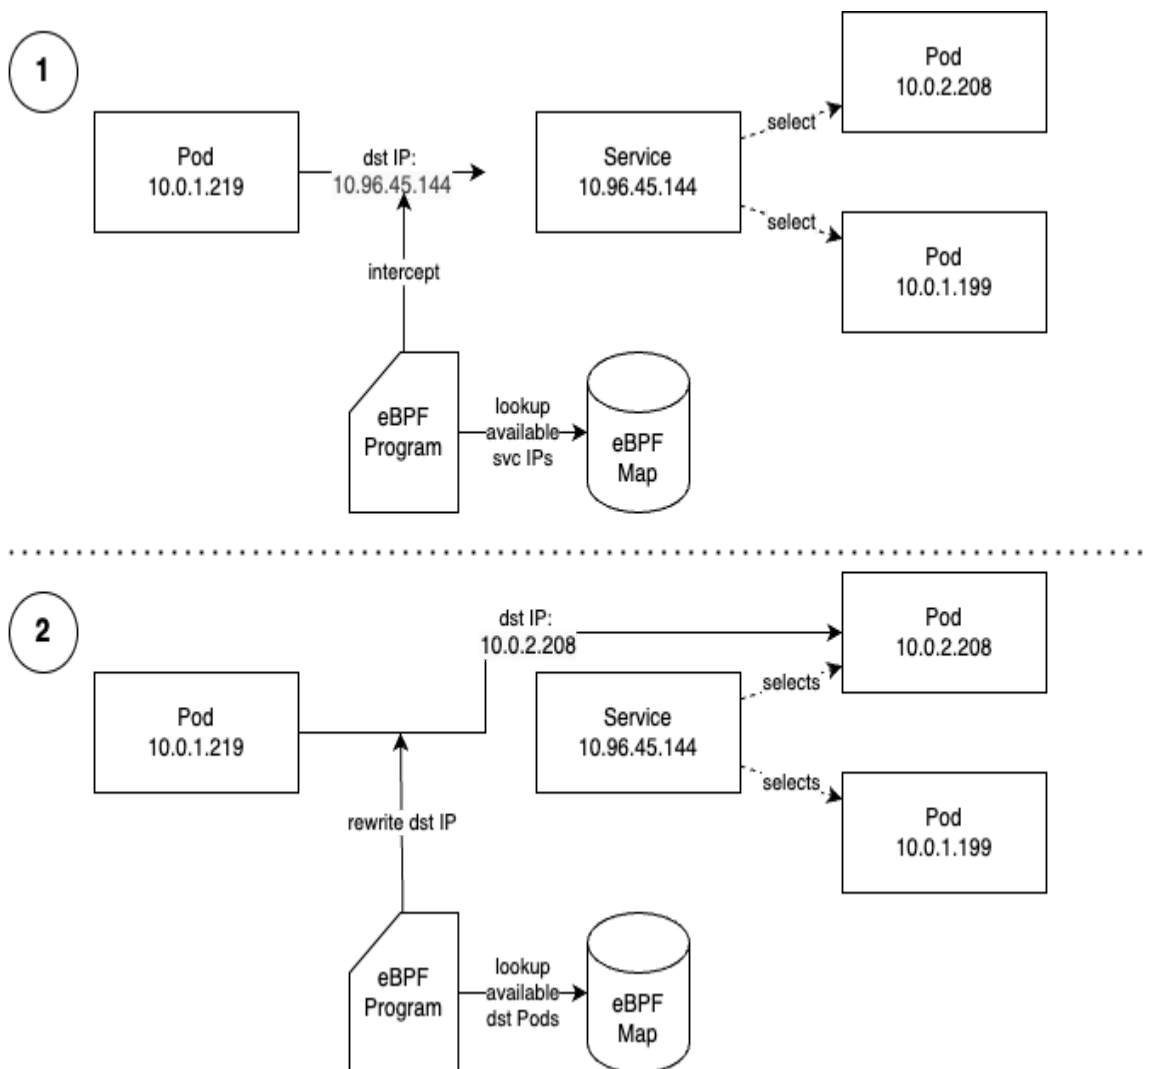 1
Pod
10.0.2.208
select
Pod
10.0.1.219
dst IP:
10.96.45.144
Service
10.96.45.144
select
Pod
10.0.1.199
intercept
eBPF
Program
lookup
available
svc IPs
eBPF
Map
2
dst IP:
10.0.2.208
Pod
10.0.2.208
selects
Pod
10.0.1.219
Service
10.96.45.144
selects
Pod
10.0.1.199
rewrite dst IP
eBPF
Program
lookup
available
dst Pods
eBPF
Map